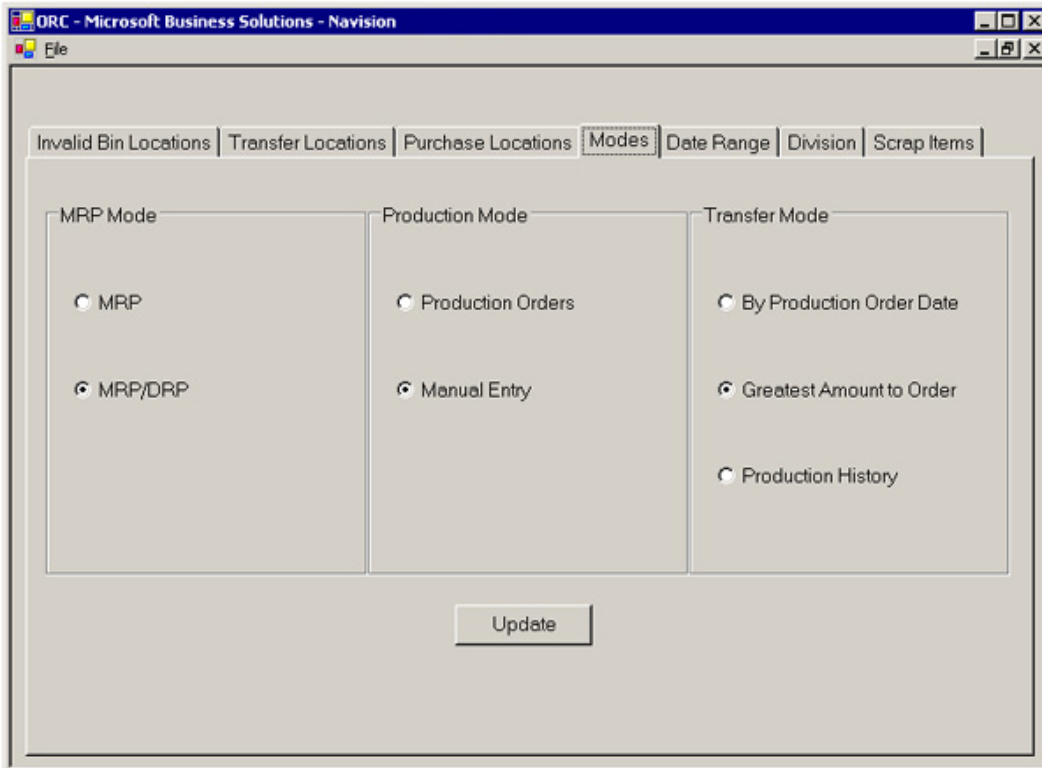 ORC - Microsoft Business Solutions - Navision
File
Invalid Bin Locations Transfer Locations Purchase Locations Modes Date Range Division Scrap Items
MRP Mode Production Mode Transfer Mode
MRP Production Orders By Production Order Date
MRP/DRP Manual Entry Greatest Amount to Order
Production History
Update